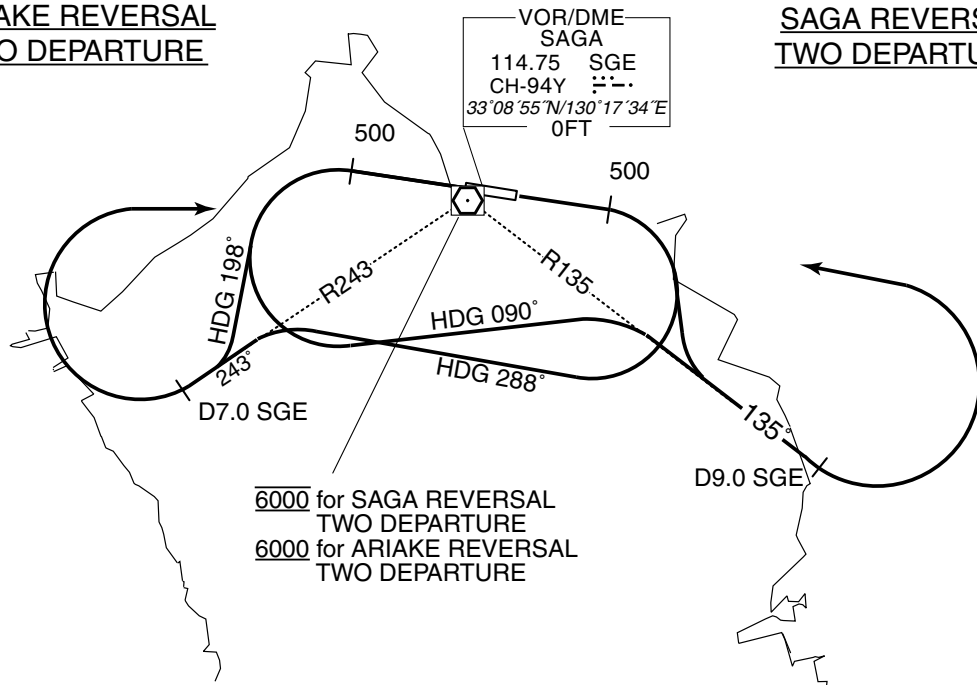 AKE REVERSAL
O DEPARTURE
VOR/DME
SAGA
114.75 SGE
CH-94Y
33°08´55˝N/130°17´34˝E
0FT
SAGA REVERS
TWO DEPARTU
500
500
HDG 198°
R243
R135
HDG 090°
HDG 288°
243°
D7.0 SGE
135°
D9.0 SGE
6000 for SAGA REVERSAL
TWO DEPARTURE
6000 for ARIAKE REVERSAL
TWO DEPARTURE